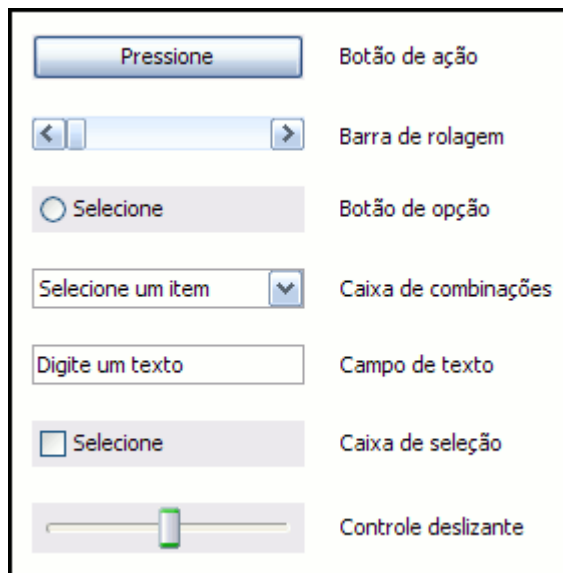 Pressione Botão de ação
Barra de rolagem
Selecione Botão de opção
Selecione um item Caixa de combinações
Digite um texto Campo de texto
Selecione Caixa de seleção
Controle deslizante